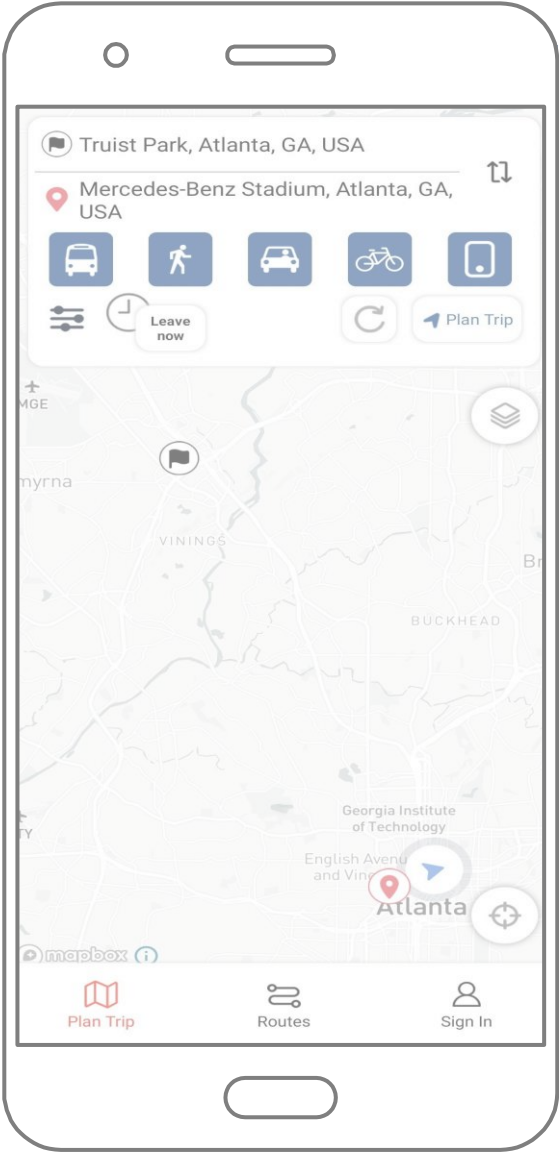 Truist Park, Atlanta, GA, USA
Mercedes-Benz Stadium, Atlanta, GA,
USA
Leave
now
Plan Trip
MGE
myrna
VININGS
Br
BUCKHEAD
Georgia Institute
of Technology
TY
English Avenu
and Vine
Atlanta
mapbox
Plan Trip
Routes
Sign In